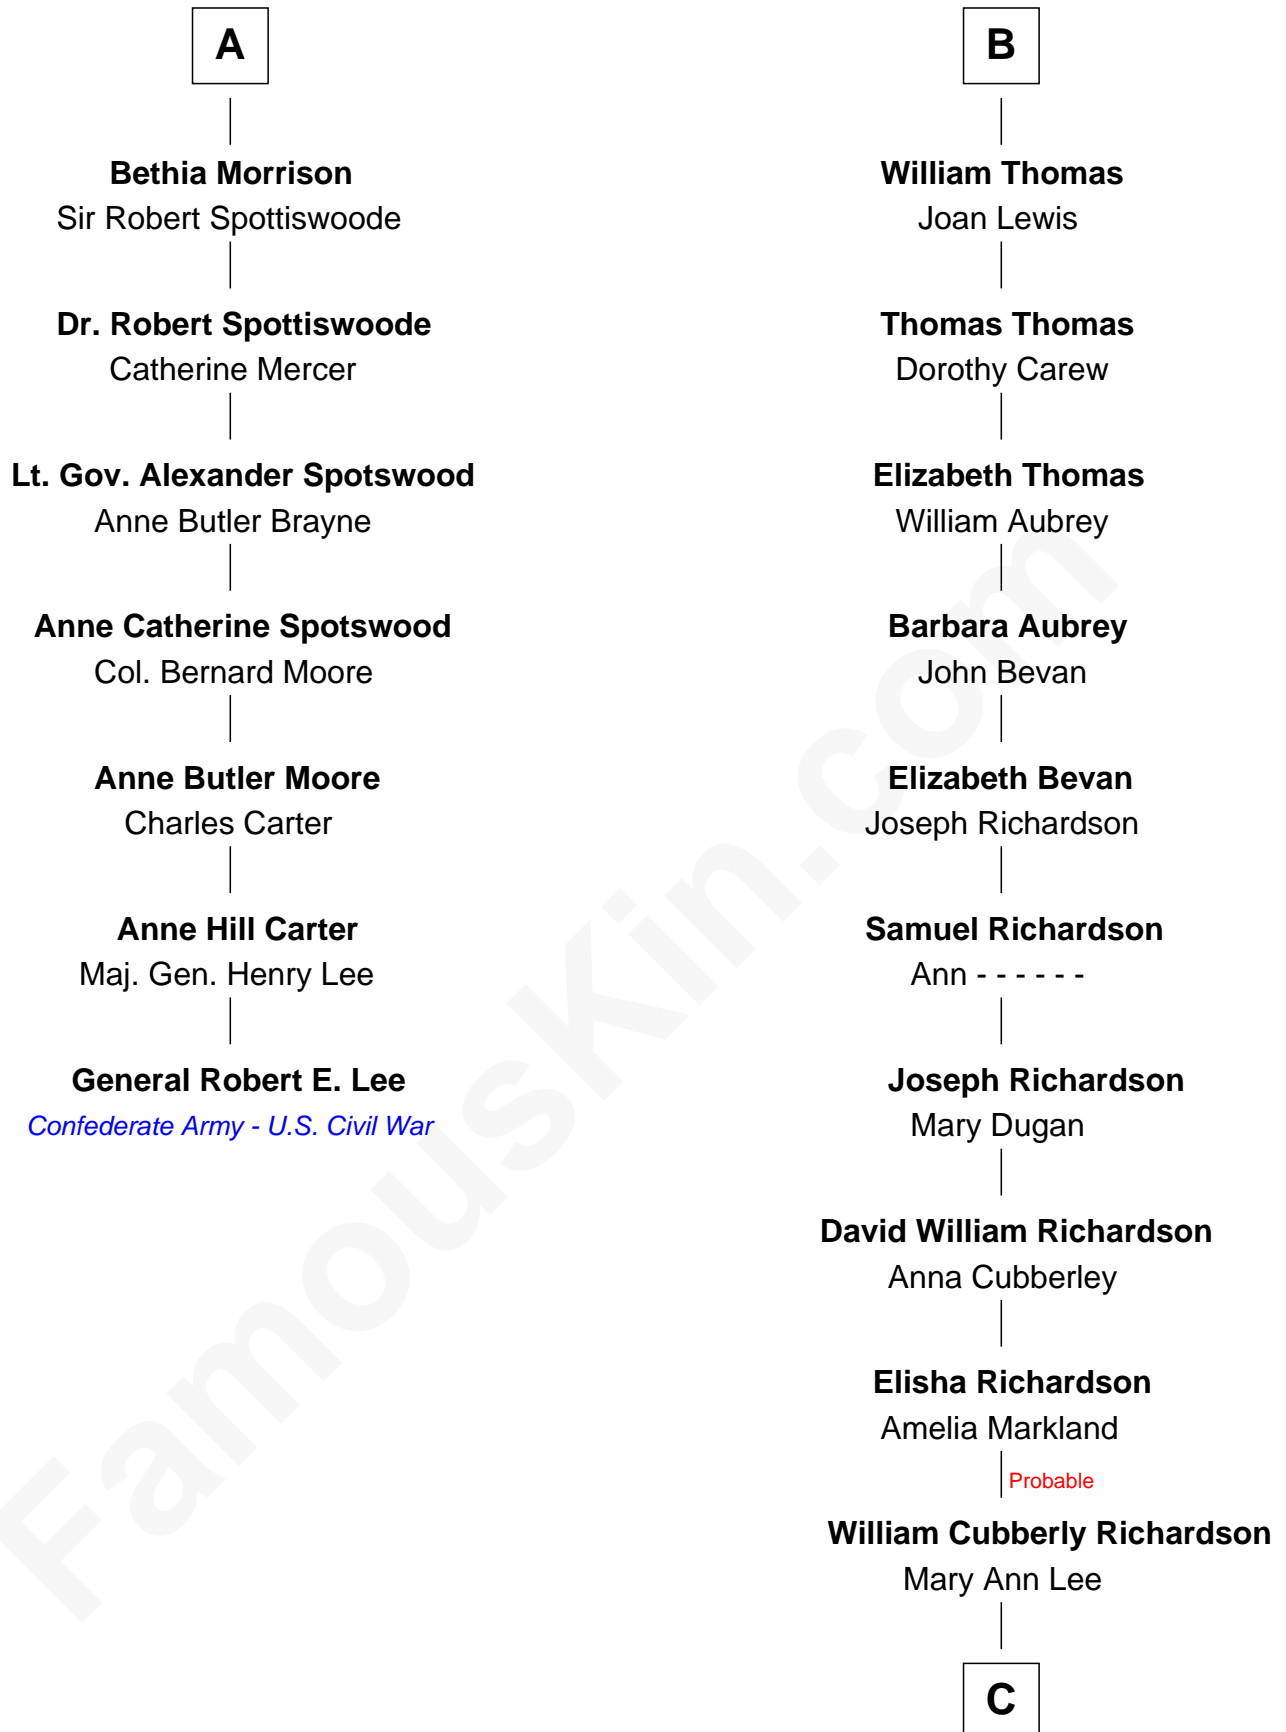 A
Bethia Morrison
Sir Robert Spottiswoode
Dr. Robert Spottiswoode
Catherine Mercer
Lt. Gov. Alexander Spotswood
Anne Butler Brayne
Anne Catherine Spotswood
Col. Bernard Moore
Anne Butler Moore
Charles Carter
Anne Hill Carter
Maj. Gen. Henry Lee
General Robert E. Lee
Confederate Army - U.S. Civil War
B
William Thomas
Joan Lewis
Thomas Thomas
Dorothy Carew
Elizabeth Thomas
William Aubrey
Barbara Aubrey
John Bevan
Elizabeth Bevan
Joseph Richardson
Samuel Richardson
Ann - - - - - -
Joseph Richardson
Mary Dugan
David William Richardson
Anna Cubberley
Elisha Richardson
Amelia Markland
Probable
William Cubberly Richardson
Mary Ann Lee
C
FamousKin.com